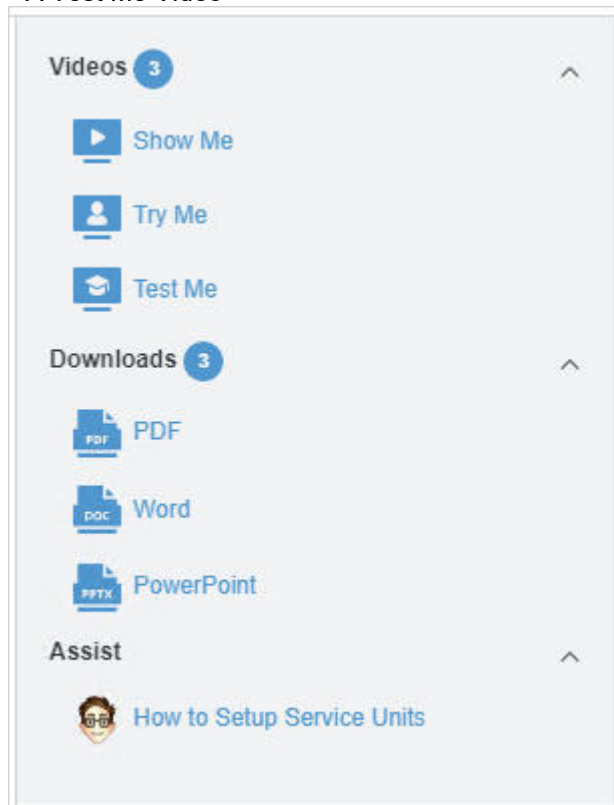 Videos 3
Show Me
Try Me
Test Me
Downloads 3
PDF PDF
DOC Word
PPTX PowerPoint
Assist
How to Setup Service Units